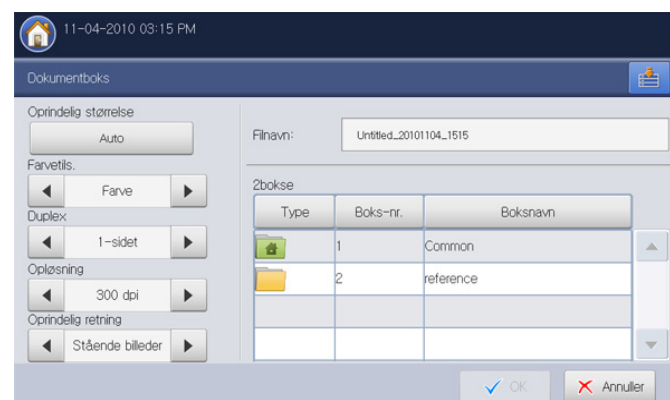 11-04-2010 03:15 PM
Dokumentboks
Oprindelig størrelse
Auto
Farvetils.
Farve
Duplex
1-sidet
Opløsning
300 dpi
Oprindelig retning
Stående billeder
Filnavn: Untitled_20101104_1515
2bokse
Type Boks-nr. Boksnavn
1 Common
2 reference
OK Annuller